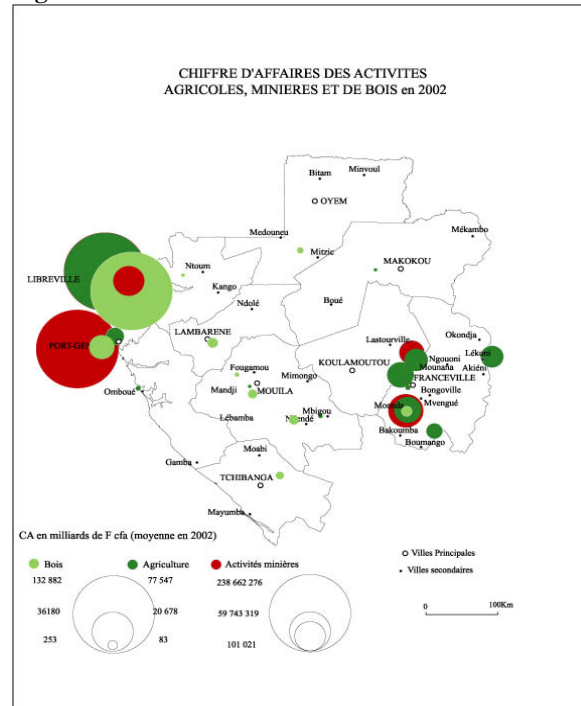 CHIFFRE D'AFFAIRES DES ACTIVITES
AGRICOLES, MINIERES ET DE BOIS en 2002
Minvoul
Bitam
OYEM
Medouneu
Mékambo
Mitzic
Ntoum
MAKOKOU
LIBREVILLE
Kango
Ndolé
Boué
LAMBARENE
Okondja
PORT-GE
Lastourville
Lékoni
Ngouoni
KOULAMOUTOU
Mounana
Akiéni
Fougamou
Mimongo
FRANCEVILLE
Omboué
Mandji
MOUILA
Bongoville
Mvengué
Lébamba
Mbigou
Bakoumba
Boumango
Moabi
Gamba
TCHIBANGA
Mayumba
CA en milliards de F cfa (moyenne en 2002)
Bois Agriculture Activités minières
132 882 77 547 238 662 276
36180 20 678 59 743 319
253 83 101 021
Villes Principales
Villes secondaires
0 100Km